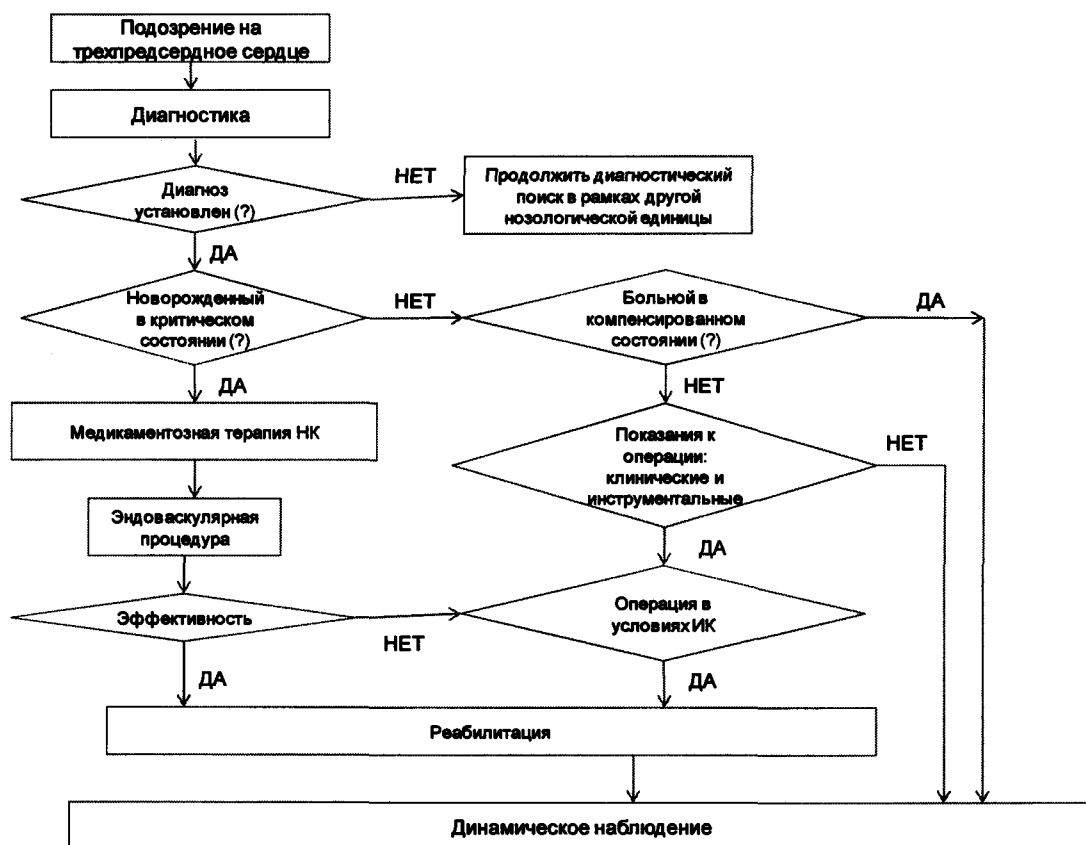 Подозрение на
трехпредсердное сердце
Диагностика
Диагноз
установлен (?)
НЕТ
Продолжить диагностический
поиск в рамках другой
нозологической единицы
ДА
Новорожденный
в критическом
состоянии (?)
НЕТ
Больной в
компенсированном
состоянии (?)
ДА
ДА
НЕТ
Медикаментозная терапия НК
Показания к
операции:
клинические и
инструментальные
НЕТ
Эндоваскулярная
процедура
ДА
Эффективность
НЕТ
Операция в
условиях ИК
ДА
ДА
Реабилитация
Динамическое наблюдение